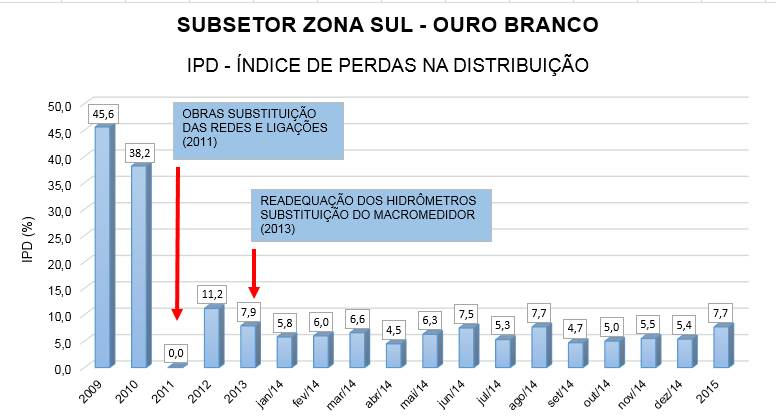 SUBSETOR ZONA SUL - OURO BRANCO
IPD - ÍNDICE DE PERDAS NA DISTRIBUIÇÃO
IPD (%)
50,0
45,0
40,0
35,0
30,0
25,0
20,0
15,0
10,0
5,0
0,0
OBRAS SUBSTITUIÇÃO
DAS REDES E LIGAÇÕES
(2011)
READEQUAÇÃO DOS HIDRÔMETROS
SUBSTITUIÇÃO DO MACROMEDIDOR
(2013)
45,6
38,2
0,0
11,2
7,9
5,8
6,0
6,6
4,5
6,3
7,5
5,3
7,7
4,7
5,0
5,5
5,4
7,7
2009
2010
2011
2012
2013
jan/14
fev/14
mar/14
abr/14
mai/14
jun/14
jul/14
ago/14
set/14
out/14
nov/14
dez/14
2015